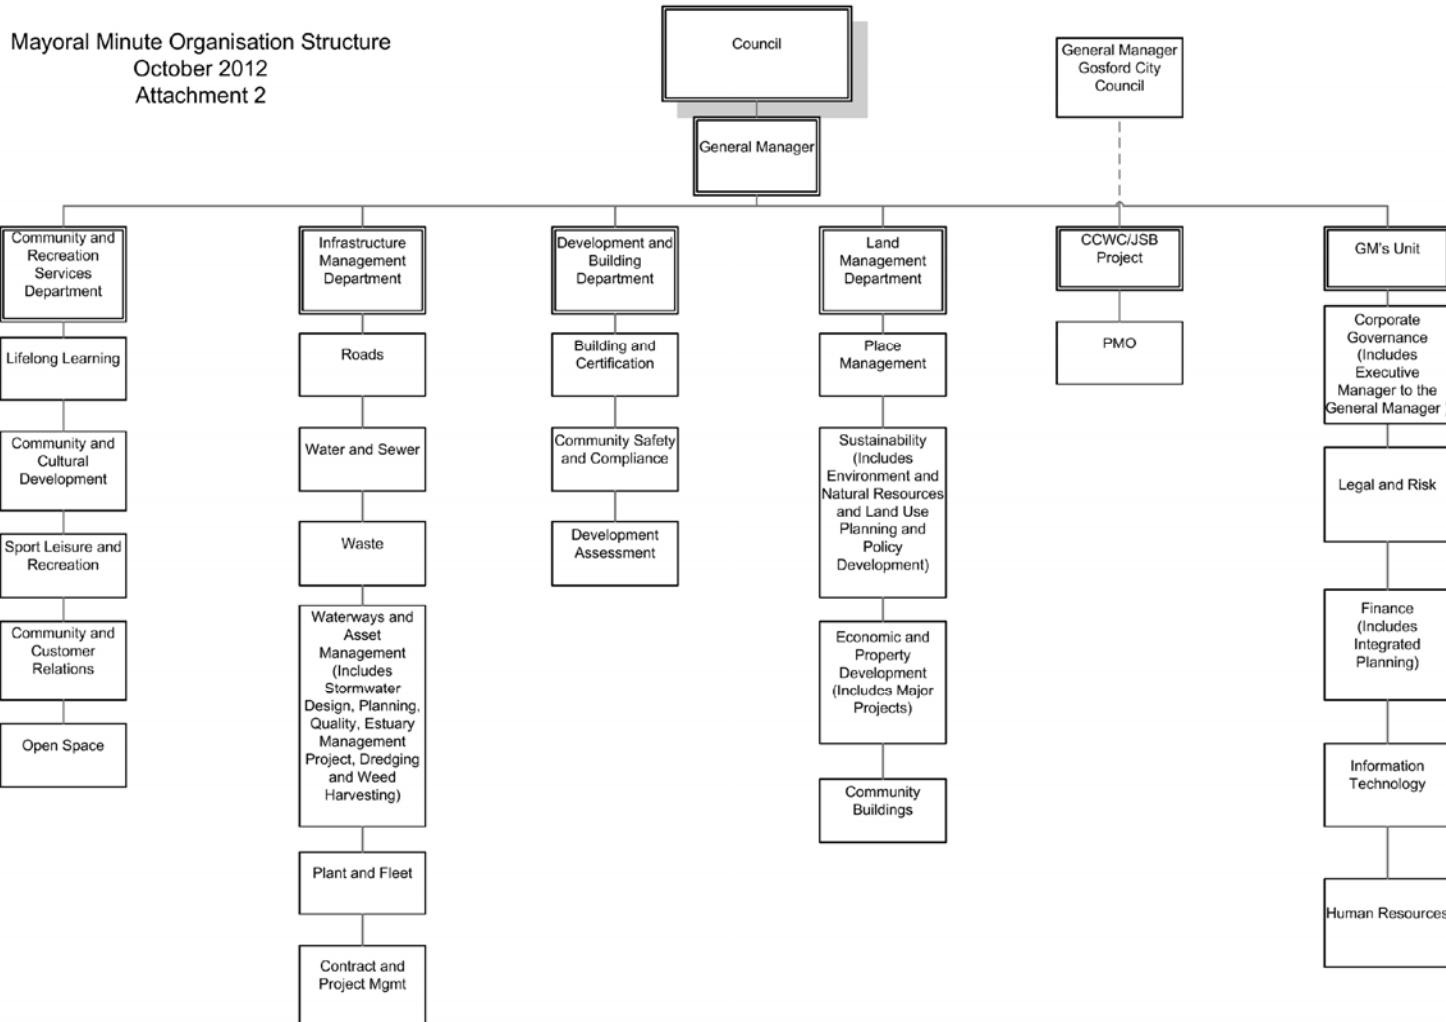 Mayoral Minute Organisation Structure
October 2012
Attachment 2
Council
General Manager
General Manager
Gosford City
Council
Community and
Recreation
Services
Department
Lifelong Learning
Community and
Cultural
Development
Sport Leisure and
Recreation
Community and
Customer
Relations
Open Space
Infrastructure
Management
Department
Roads
Water and Sewer
Waste
Waterways and
Asset
Management
(Includes
Stormwater
Design, Planning,
Quality, Estuary
Management
Project, Dredging
and Weed
Harvesting)
Plant and Fleet
Contract and
Project Mgmt
Development and
Building
Department
Building and
Certification
Community Safety
and Compliance
Development
Assessment
Land
Management
Department
Place
Management
Sustainability
(Includes
Environment and
Natural Resources
and Land Use
Planning and
Policy
Development)
Economic and
Property
Development
(Includes Major
Projects)
Community
Buildings
CCWC/JSB
Project
PMO
GM's Unit
Corporate
Governance
(Includes
Executive
Manager to the
General Manager
Legal and Risk
Finance
(Includes
Integrated
Planning)
Information
Technology
Human Resources